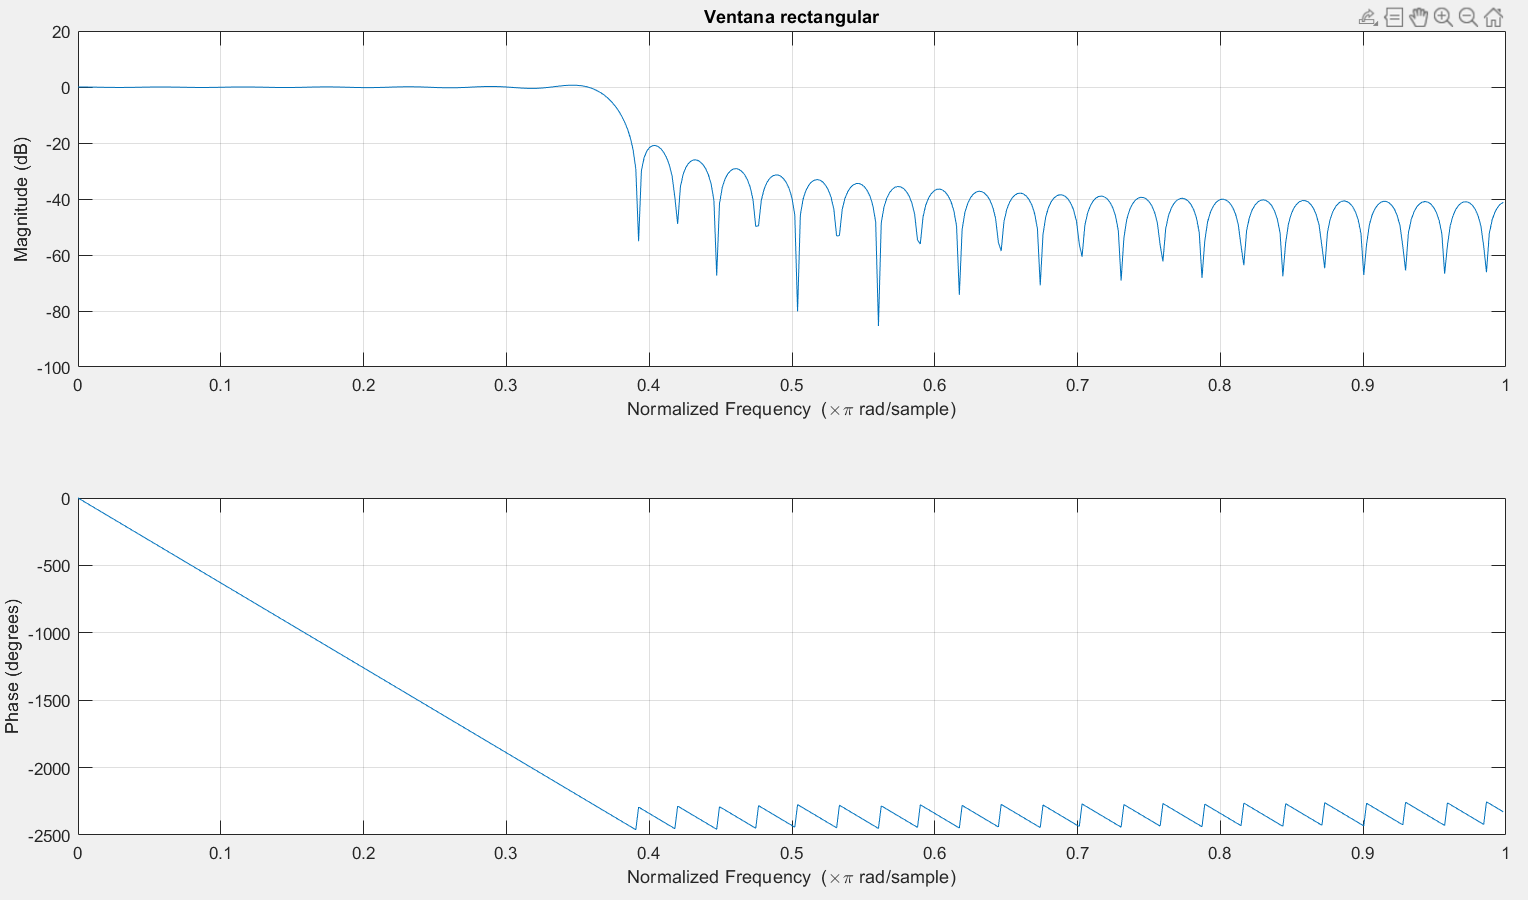 Ventana rectangular
20
0
-20
-40
-60
-80
-100
Magnitude (dB)
0 0.1 0.2 0.3 0.4 0.5 0.6 0.7 0.8 0.9 1
Normalized Frequency (×π rad/sample)
0
-500
-1000
-1500
-2000
-2500
Phase (degrees)
0 0.1 0.2 0.3 0.4 0.5 0.6 0.7 0.8 0.9 1
Normalized Frequency (×π rad/sample)